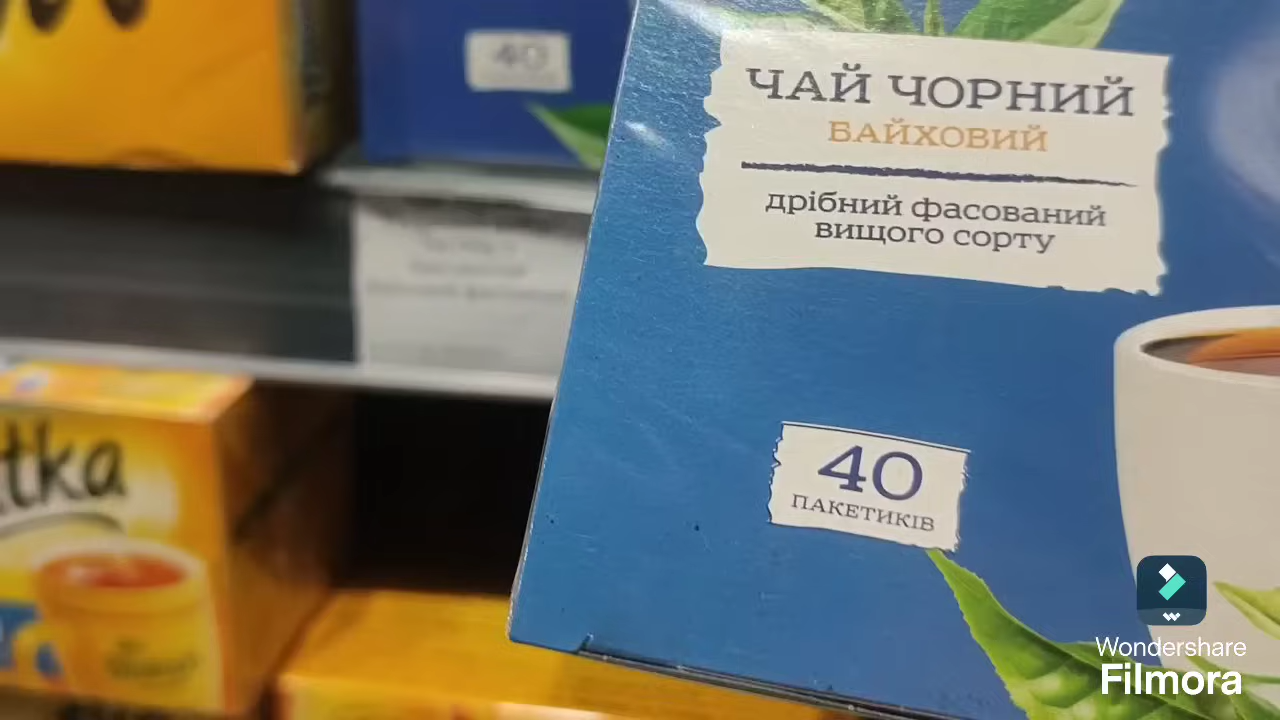 40
ЧАЙ ЧОРНИЙ
БАЙХОВИЙ
дрібний фасований
вищого сорту
tka
40
ПАКЕТИКІВ
Wondershare
Filmora